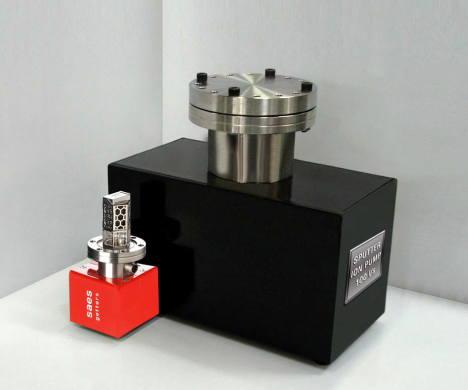 saes
getters
SPUTTER
ION PUMP
100 l/s